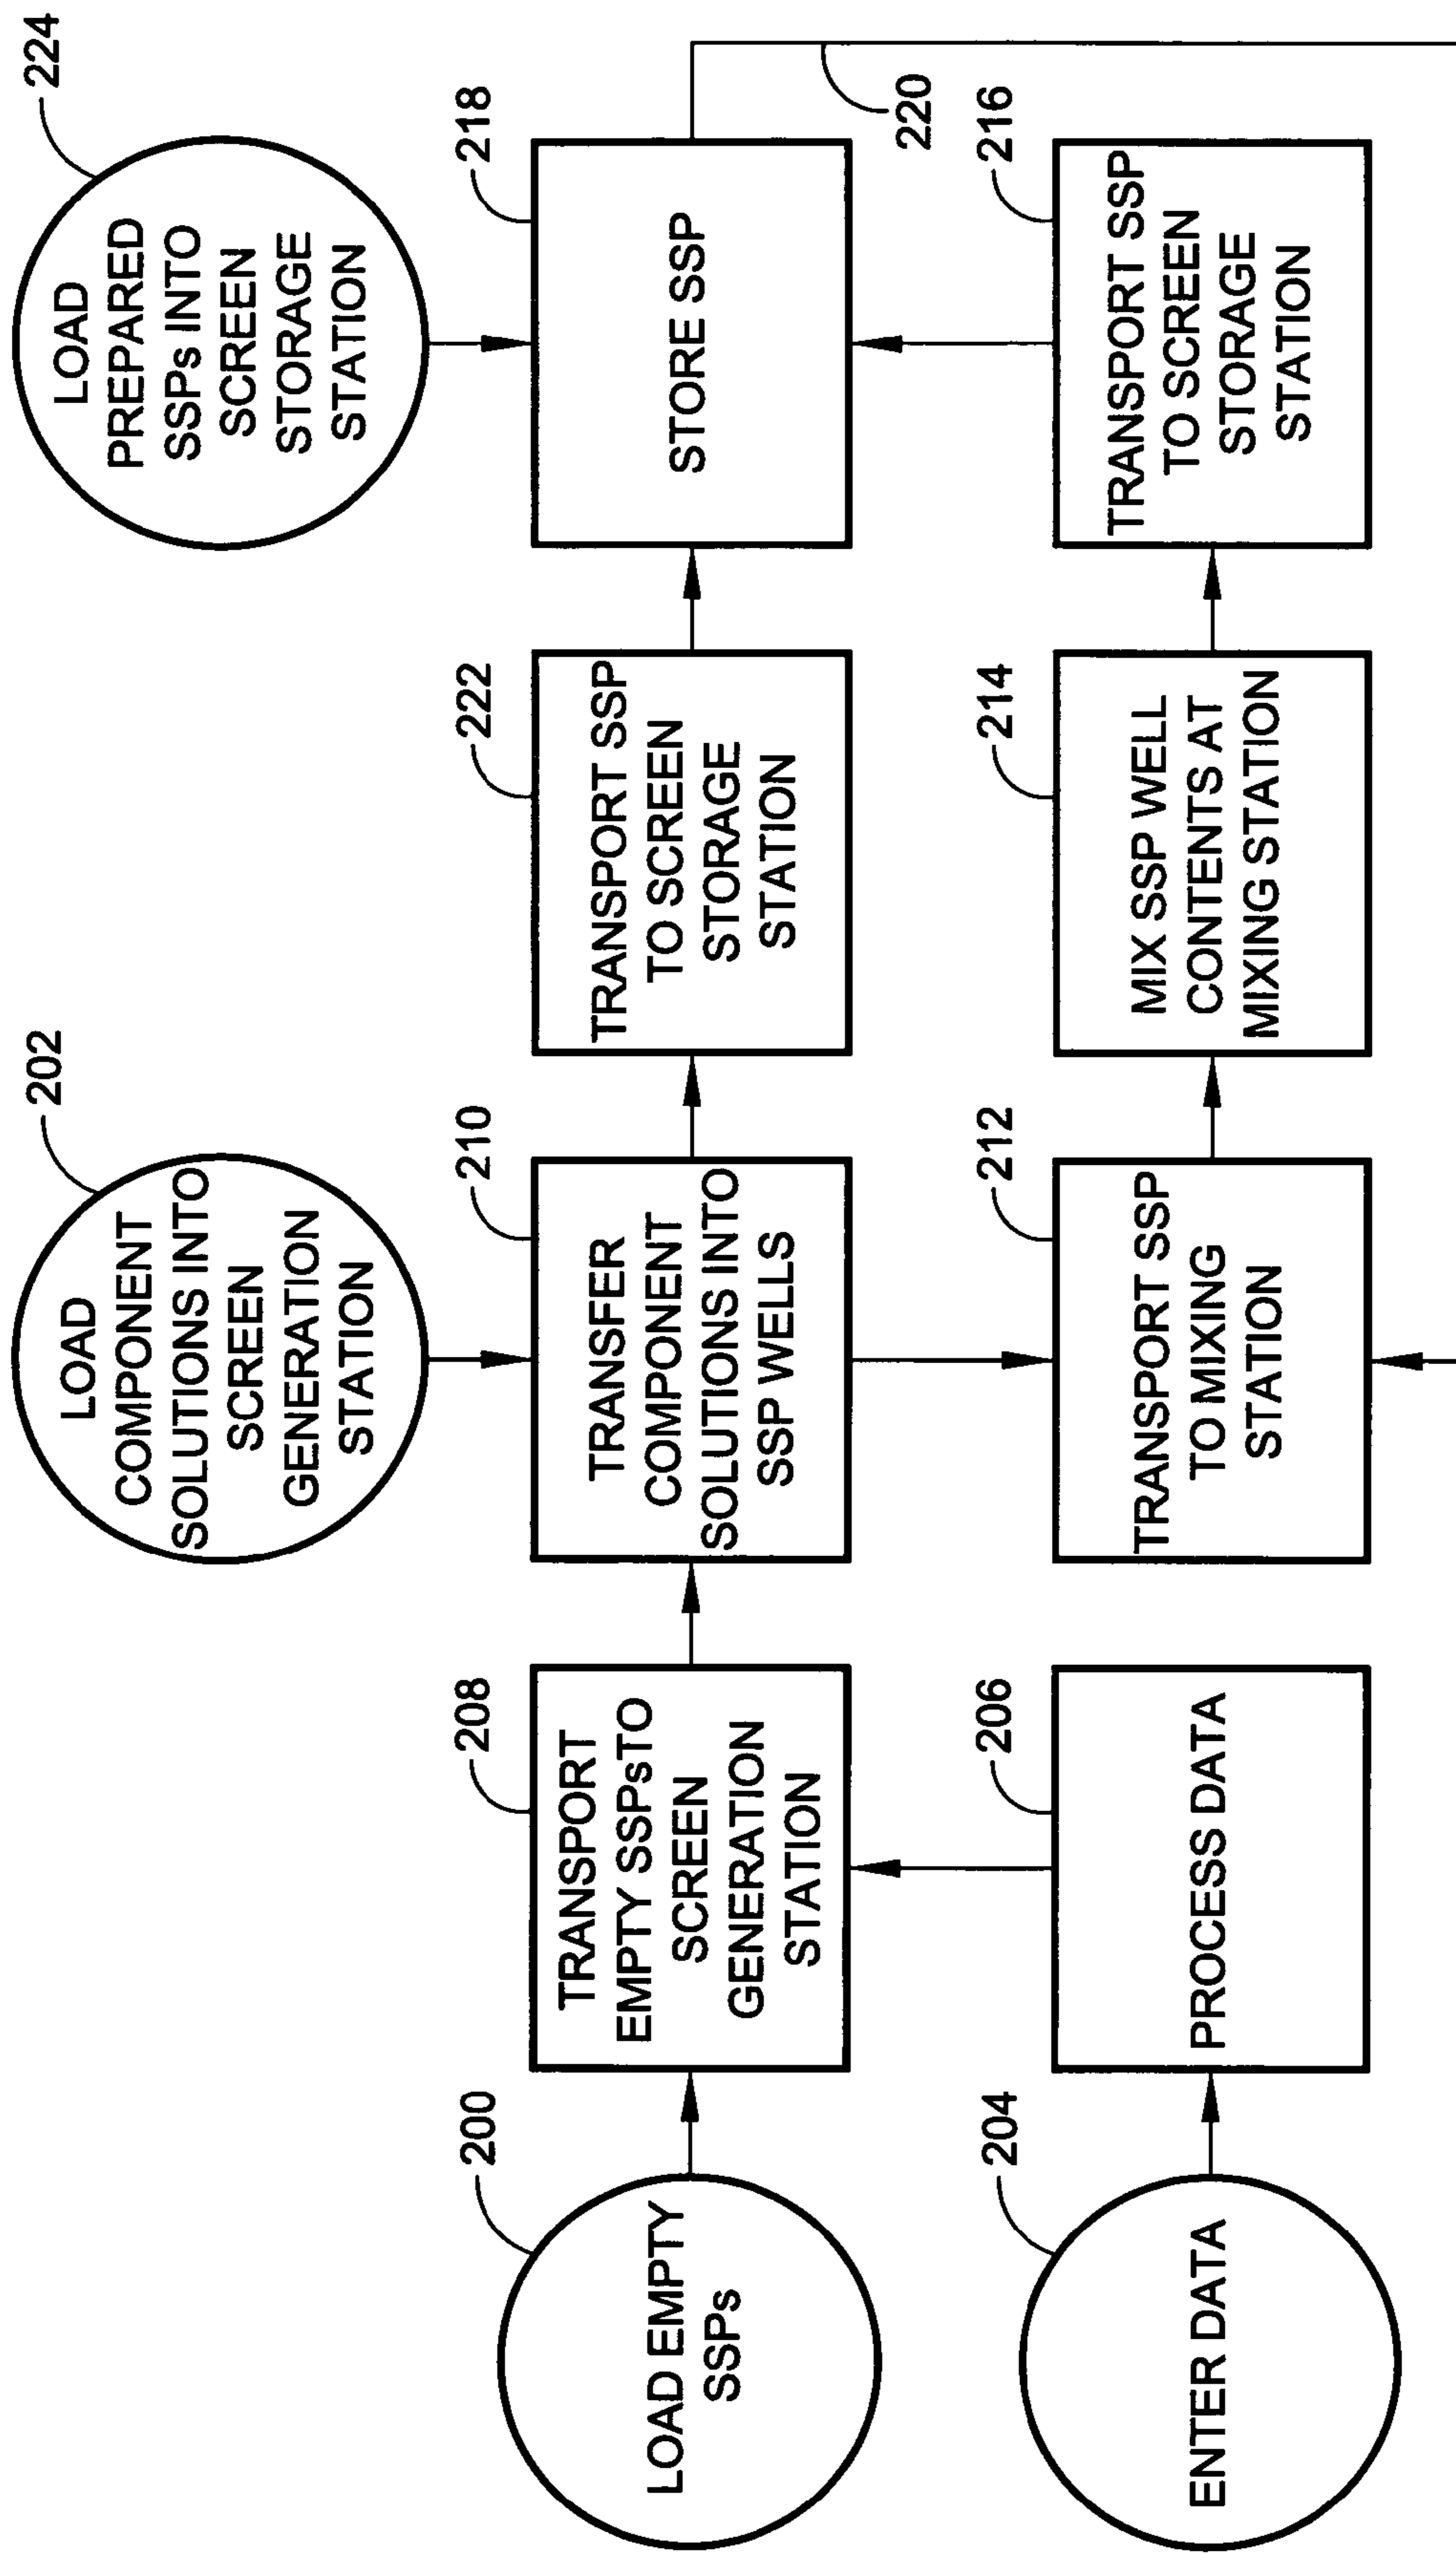 202
LOAD
COMPONENT
SOLUTIONS INTO
SCREEN
GENERATION
STATION
224
LOAD
PREPARED
SSPs INTO
SCREEN
STORAGE
STATION
200
LOAD EMPTY
SSPs
208
TRANSPORT
EMPTY SSPsTO
SCREEN
GENERATION
STATION
210
TRANSFER
COMPONENT
SOLUTIONS INTO
SSP WELLS
222
TRANSPORT SSP
TO SCREEN
STORAGE
STATION
218
STORE SSP
220
204
ENTER DATA
206
PROCESS DATA
212
TRANSPORT SSP
TO MIXING
STATION
214
MIX SSP WELL
CONTENTS AT
MIXING STATION
216
TRANSPORT SSP
TO SCREEN
STORAGE
STATION